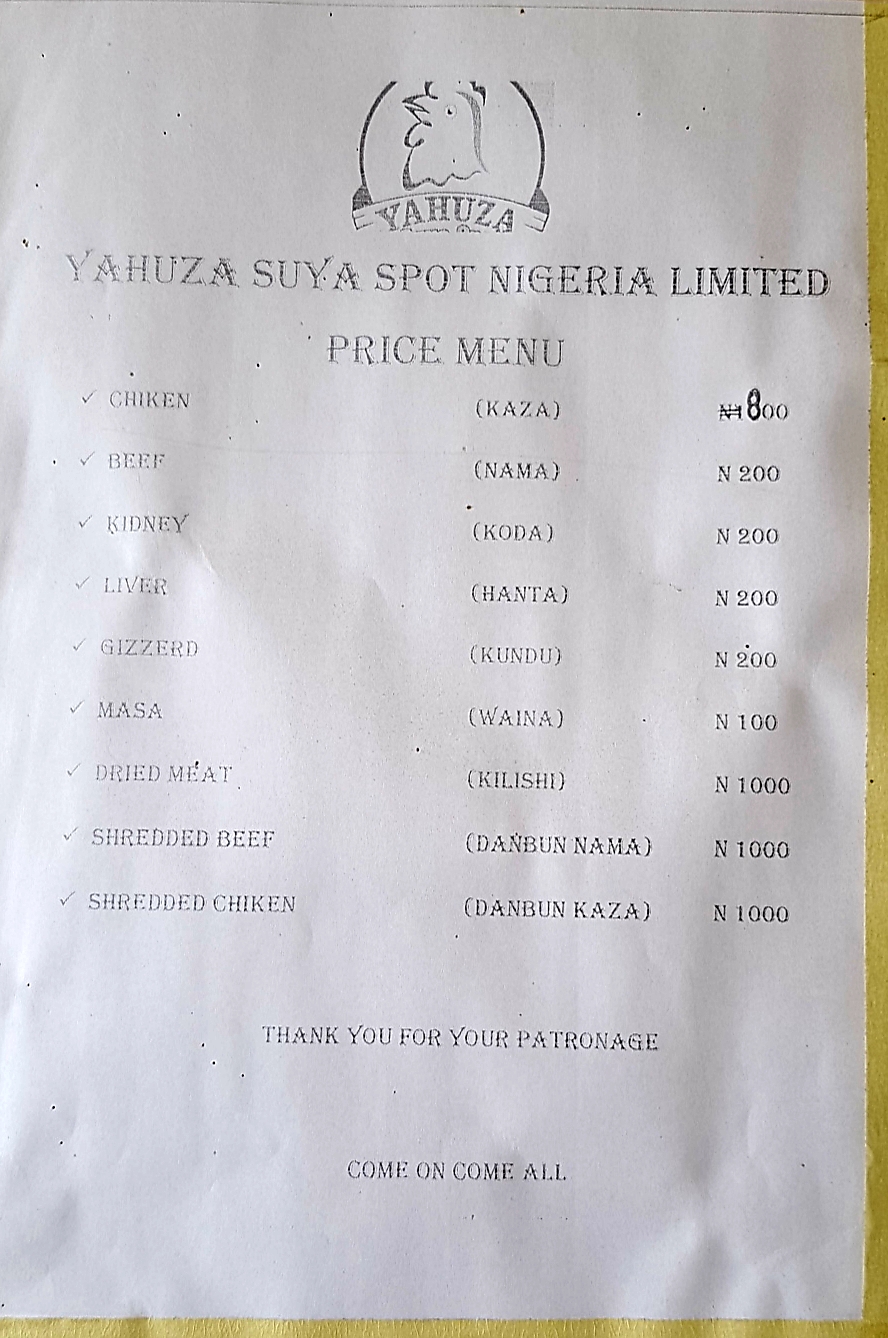 YAHUZA
YAHUZA SUYA SPOT NIGERIA LIMITED
PRICE MENU
✓ CHIKEN (KAZA) ₦800
✓ BEEF (NAMA) N 200
✓ KIDNEY (KODA) N 200
✓ LIVER (HANTA) N 200
✓ GIZZERD (KUNDU) N 200
✓ MASA (WAINA) N 100
✓ DRIED MEAT (KILISHI) N 1000
✓ SHREDDED BEEF (DANBUN NAMA) N 1000
✓ SHREDDED CHIKEN (DANBUN KAZA) N 1000
THANK YOU FOR YOUR PATRONAGE
COME ON COME ALL